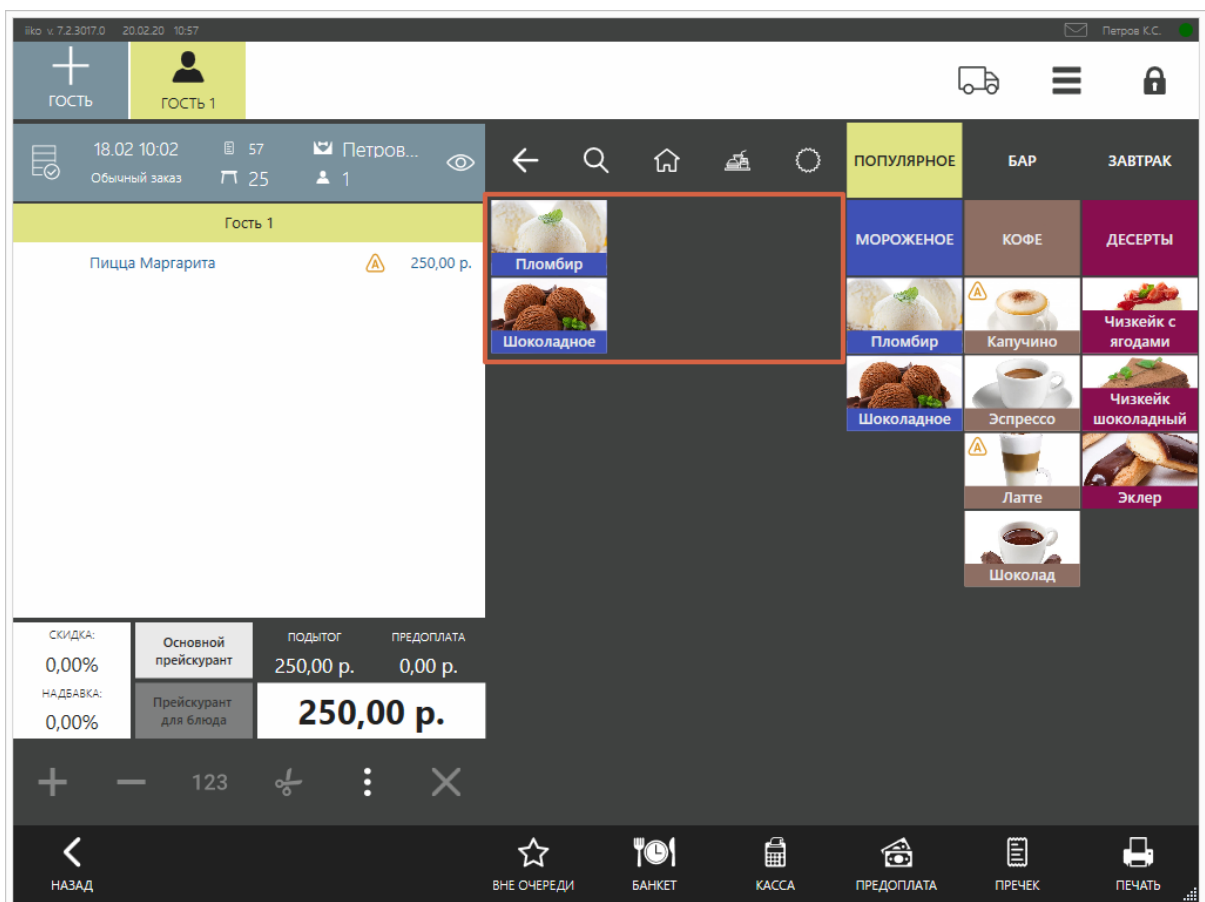 iiko v. 7.2.3017.0 20.02.20 10:57 Петров К.С.
ГОСТЬ
ГОСТЬ 1
18.02 10:02 57 Петров...
Обычный заказ 25 1
Гость 1
Пицца Маргарита 250,00 р.
ПОПУЛЯРНОЕ БАР ЗАВТРАК
МОРОЖЕНОЕ КОФЕ ДЕСЕРТЫ
Пломбир
Шоколадное
Пломбир
Капучино
Чизкейк с
ягодами
Шоколадное
Эспрессо
Чизкейк
шоколадный
Латте
Эклер
Шоколад
СКИДКА:
0,00%
НАДБАВКА:
0,00%
Основной
прейскурант
Прейскурант
для блюда
ПОДЫТОГ ПРЕДОПЛАТА
250,00 р. 0,00 р.
250,00 р.
123
НАЗАД
ВНЕ ОЧЕРЕДИ
БАНКЕТ
КАССА
ПРЕДОПЛАТА
ПРЕЧЕК
ПЕЧАТЬ